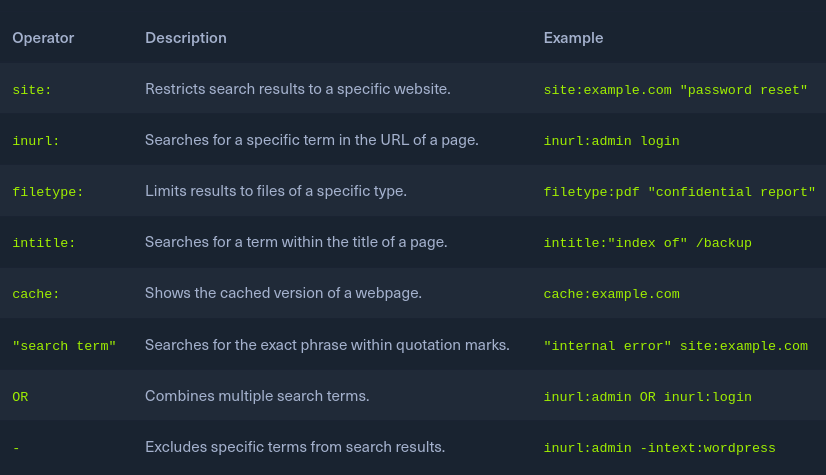 Operator Description Example
site: Restricts search results to a specific website. site:example.com "password reset"
inurl: Searches for a specific term in the URL of a page. inurl:admin login
filetype: Limits results to files of a specific type. filetype:pdf "confidential report"
intitle: Searches for a term within the title of a page. intitle:"index of" /backup
cache: Shows the cached version of a webpage. cache:example.com
"search term" Searches for the exact phrase within quotation marks. "internal error" site:example.com
OR Combines multiple search terms. inurl:admin OR inurl:login
- Excludes specific terms from search results. inurl:admin -intext:wordpress